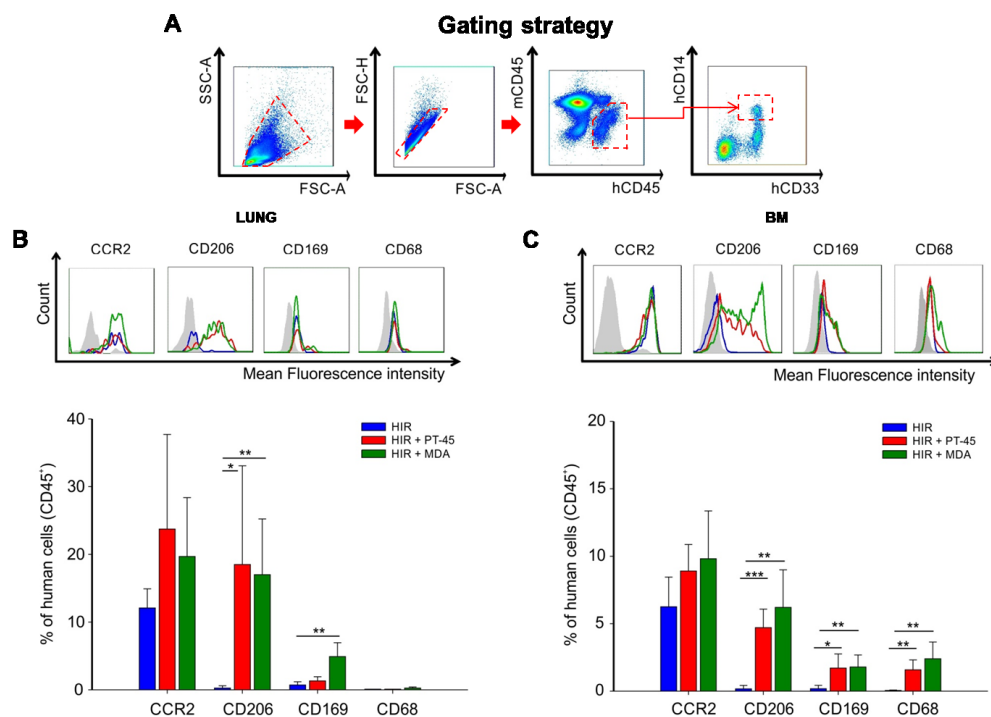 A
Gating strategy
SSC-A
FSC-A
FSC-H
FSC-A
mCD45
hCD45
hCD14
hCD33
B
LUNG
CCR2
CD206
CD169
CD68
Count
Mean Fluorescence intensity
40
30
20
10
0
% of human cells (CD45⁺)
HIR
HIR + PT-45
HIR + MDA
*
**
**
CCR2
CD206
CD169
CD68
C
BM
CCR2
CD206
CD169
CD68
Count
Mean Fluorescence intensity
20
15
10
5
0
% of human cells (CD45⁺)
HIR
HIR + PT-45
HIR + MDA
**
***
**
*
**
**
CCR2
CD206
CD169
CD68